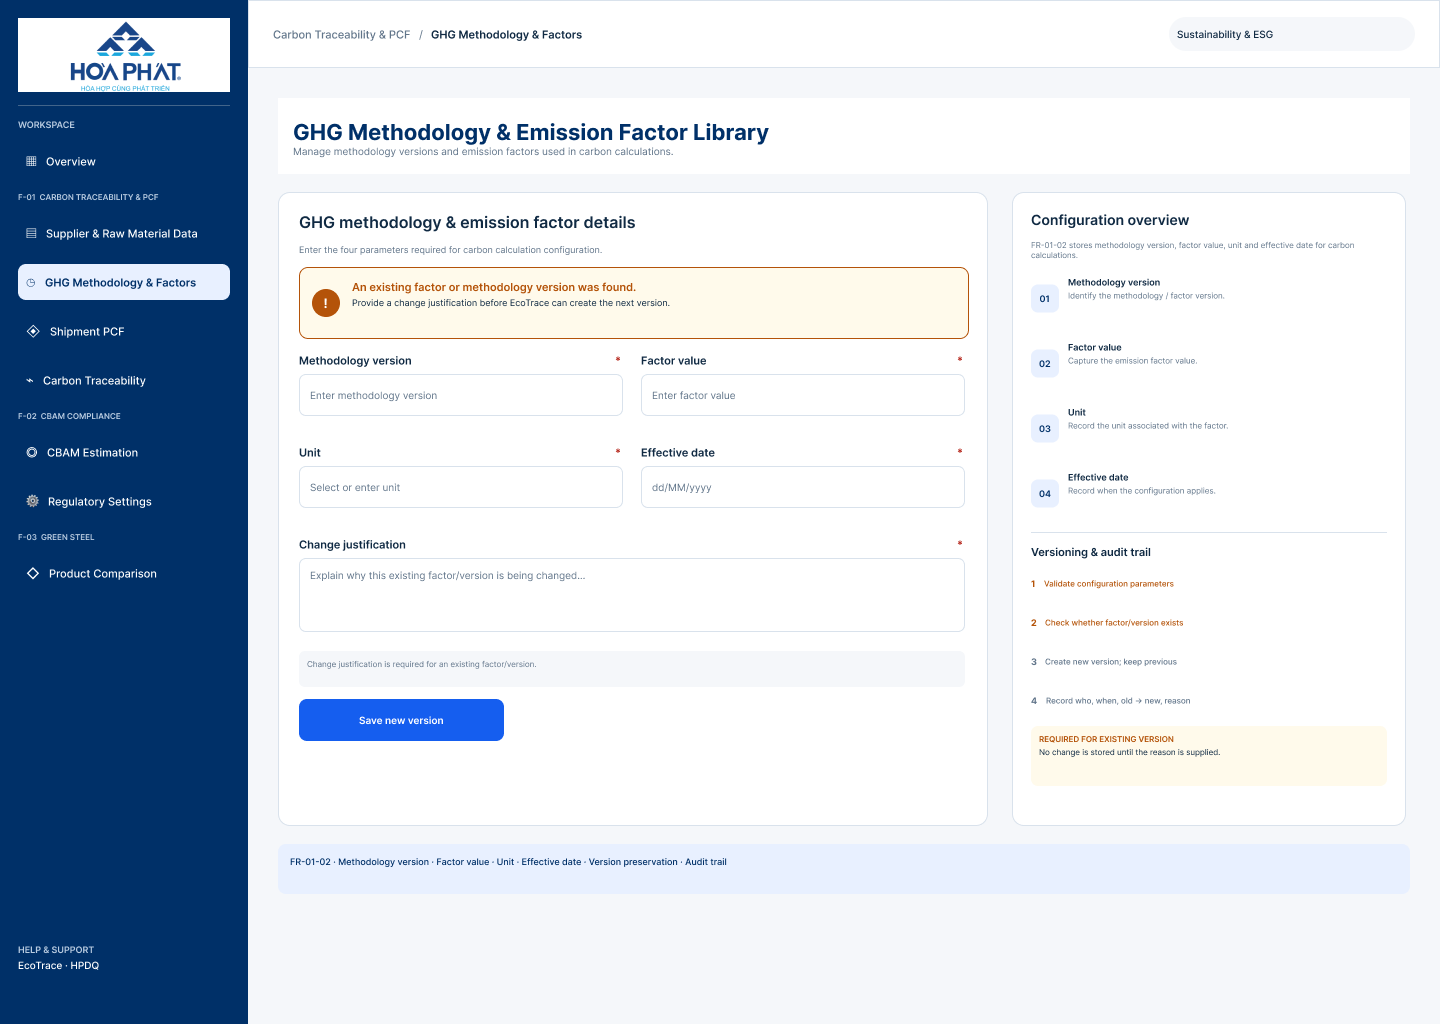 HÒA PHÁT
HÒA HỢP CÙNG PHÁT TRIỂN
WORKSPACE
Overview
F-01 CARBON TRACEABILITY & PCF
Supplier & Raw Material Data
GHG Methodology & Factors
Shipment PCF
Carbon Traceability
F-02 CBAM COMPLIANCE
CBAM Estimation
Regulatory Settings
F-03 GREEN STEEL
Product Comparison
HELP & SUPPORT
EcoTrace · HPDQ
Carbon Traceability & PCF / GHG Methodology & Factors
Sustainability & ESG
GHG Methodology & Emission Factor Library
Manage methodology versions and emission factors used in carbon calculations.
GHG methodology & emission factor details
Enter the four parameters required for carbon calculation configuration.
!
An existing factor or methodology version was found.
Provide a change justification before EcoTrace can create the next version.
Methodology version *
Factor value *
Enter methodology version
Enter factor value
Unit *
Effective date *
Select or enter unit
dd/MM/yyyy
Change justification *
Explain why this existing factor/version is being changed...
Change justification is required for an existing factor/version.
Save new version
Configuration overview
FR-01-02 stores methodology version, factor value, unit and effective date for carbon
calculations.
01
Methodology version
Identify the methodology / factor version.
02
Factor value
Capture the emission factor value.
03
Unit
Record the unit associated with the factor.
04
Effective date
Record when the configuration applies.
Versioning & audit trail
1 Validate configuration parameters
2 Check whether factor/version exists
3 Create new version; keep previous
4 Record who, when, old → new, reason
REQUIRED FOR EXISTING VERSION
No change is stored until the reason is supplied.
FR-01-02 · Methodology version · Factor value · Unit · Effective date · Version preservation · Audit trail